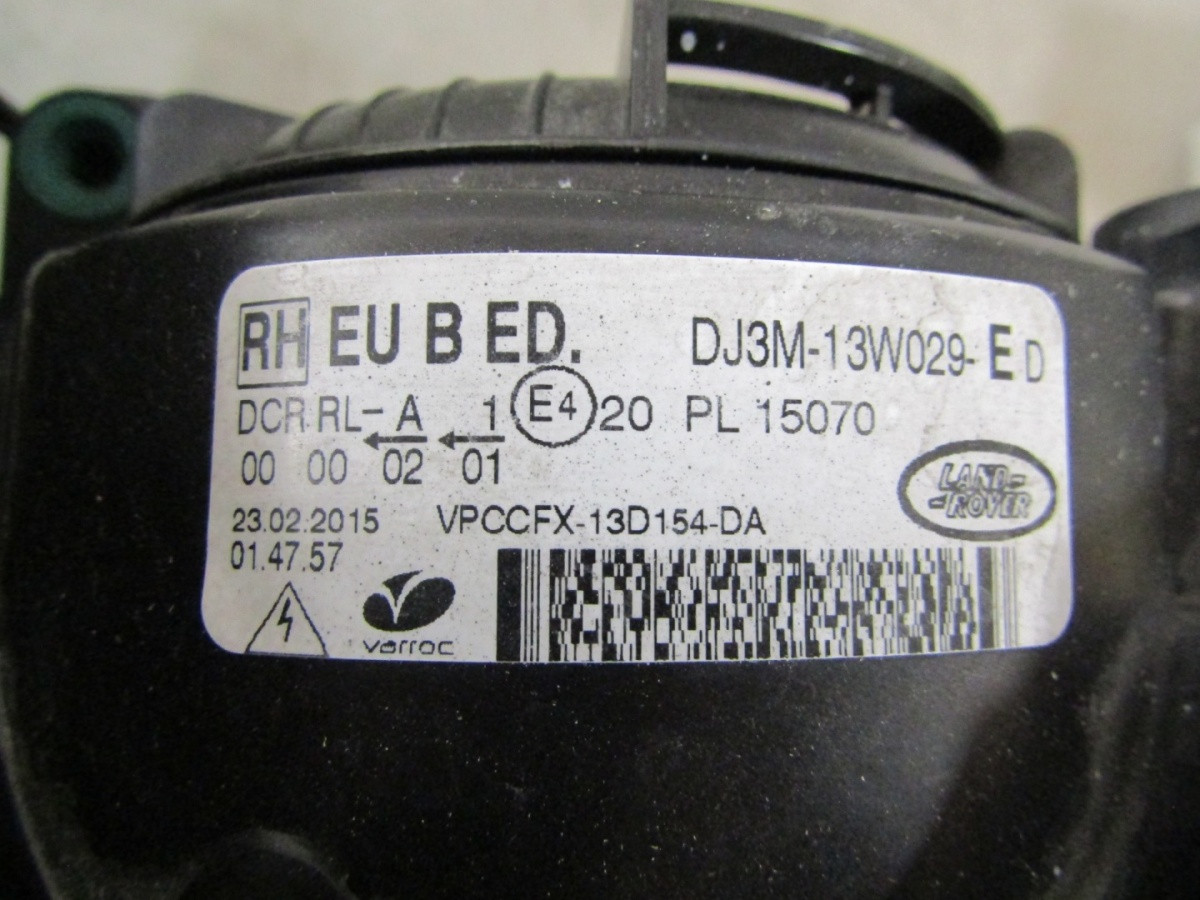 RH EU B ED. DJ3M-13W029-ED
DCR RL- A 1 E4 20 PL 15070
00 00 02 01
LAND-
-ROVER
23.02.2015 VPCCFX-13D154-DA
01.47.57
varroc